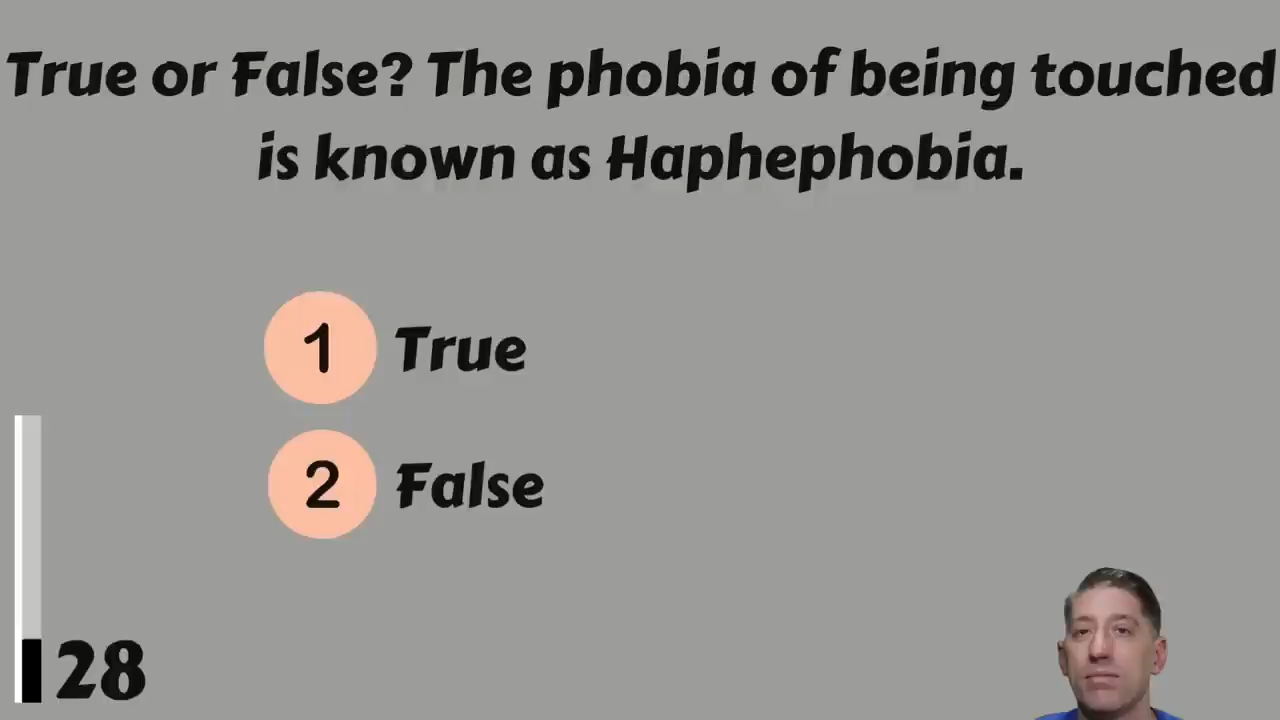 True or False? The phobia of being touched
is known as Haphephobia.
1 True
2 False
28